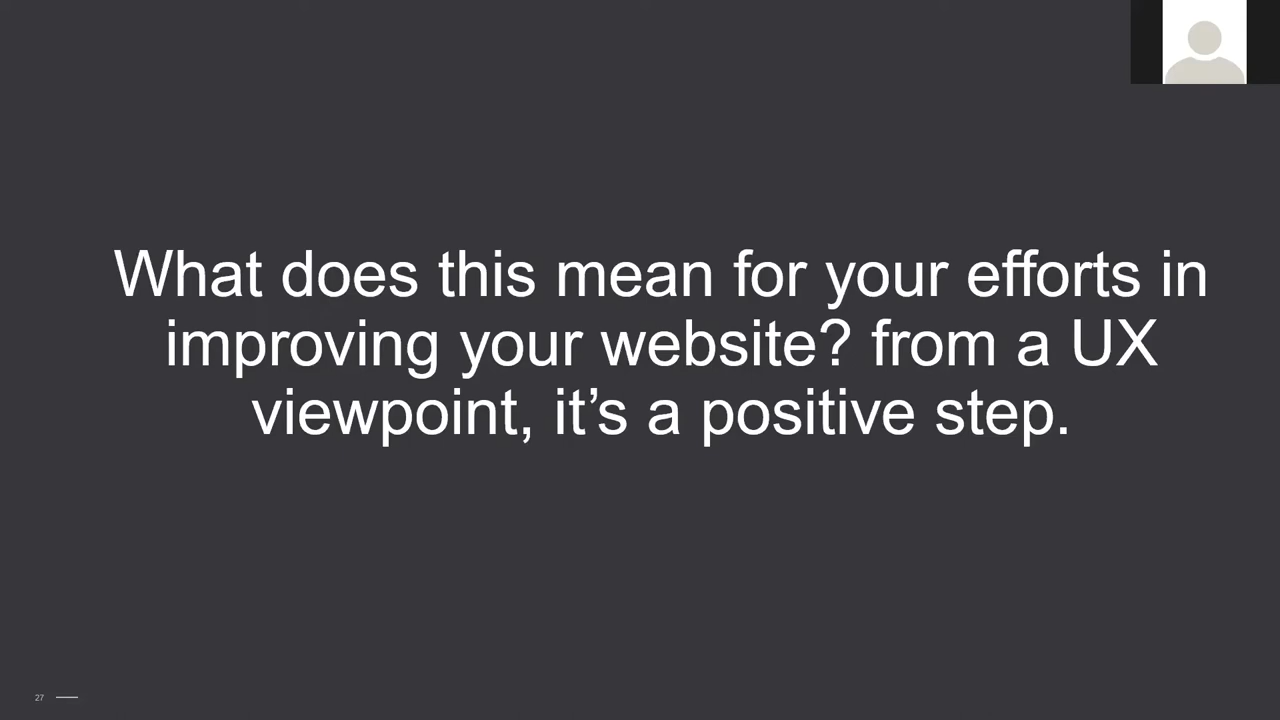 What does this mean for your efforts in
improving your website? from a UX
viewpoint, it’s a positive step.
27